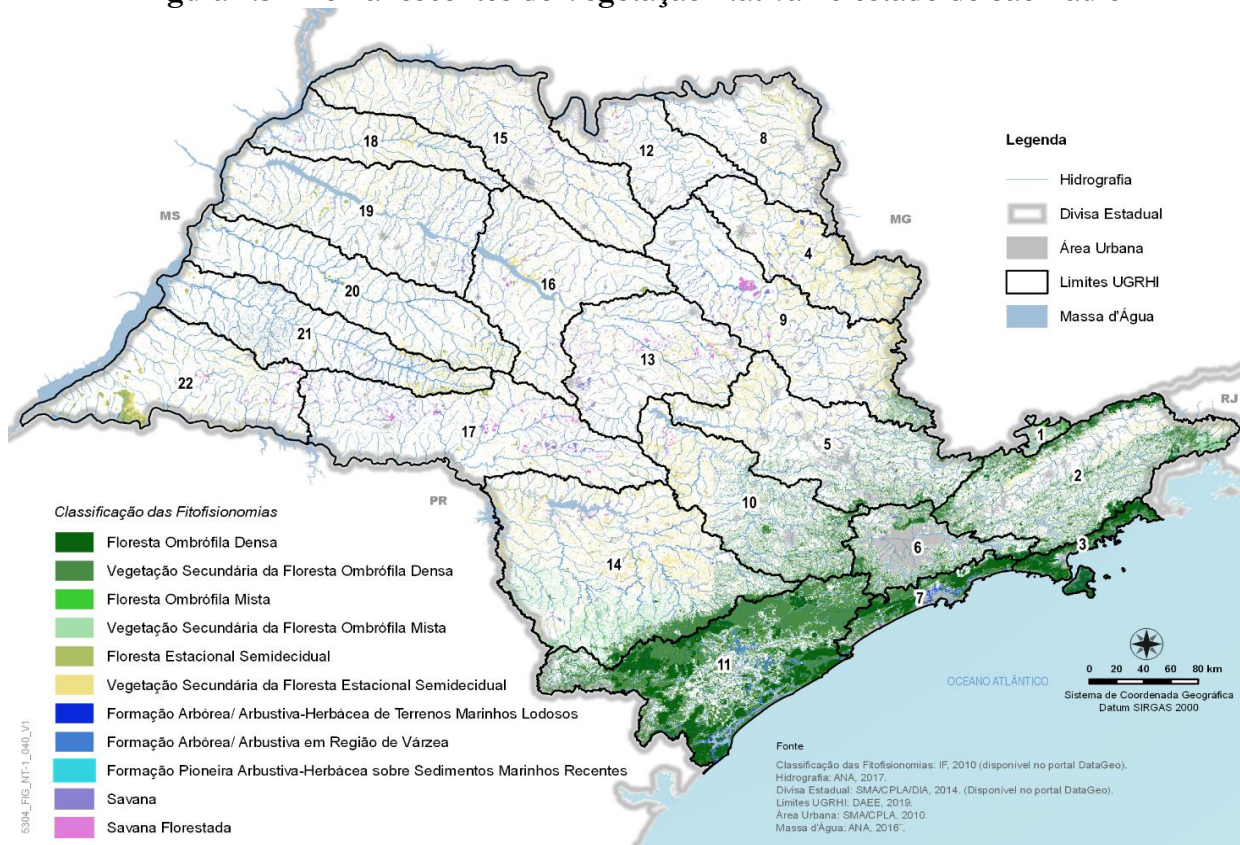 18
15
12
8
MS
19
MG
4
16
20
9
21
13
22
17
5
RJ
1
2
10
PR
6
3
14
7
11
Legenda
Hidrografia
Divisa Estadual
Área Urbana
Limites UGRHI
Massa d'Água
Classificação das Fitofisionomias
Floresta Ombrófila Densa
Vegetação Secundária da Floresta Ombrófila Densa
Floresta Ombrófila Mista
Vegetação Secundária da Floresta Ombrófila Mista
Floresta Estacional Semidecidual
Vegetação Secundária da Floresta Estacional Semidecidual
Formação Arbórea/ Arbustiva-Herbácea de Terrenos Marinhos Lodosos
Formação Arbórea/ Arbustiva em Região de Várzea
Formação Pioneira Arbustiva-Herbácea sobre Sedimentos Marinhos Recentes
Savana
Savana Florestada
5304_FIG_NT-1_040_V1
OCEANO ATLÂNTICO
0 20 40 60 80 km
Sistema de Coordenada Geográfica
Datum SIRGAS 2000
Fonte
Classificação das Fitofisionomias: IF, 2010 (disponível no portal DataGeo).
Hidrografia: ANA, 2017.
Divisa Estadual: SMA/CPLA/DIA, 2014. (Disponível no portal DataGeo).
Limites UGRHI: DAEE, 2019.
Área Urbana: SMA/CPLA, 2010.
Massa d'Água: ANA, 2016¨.